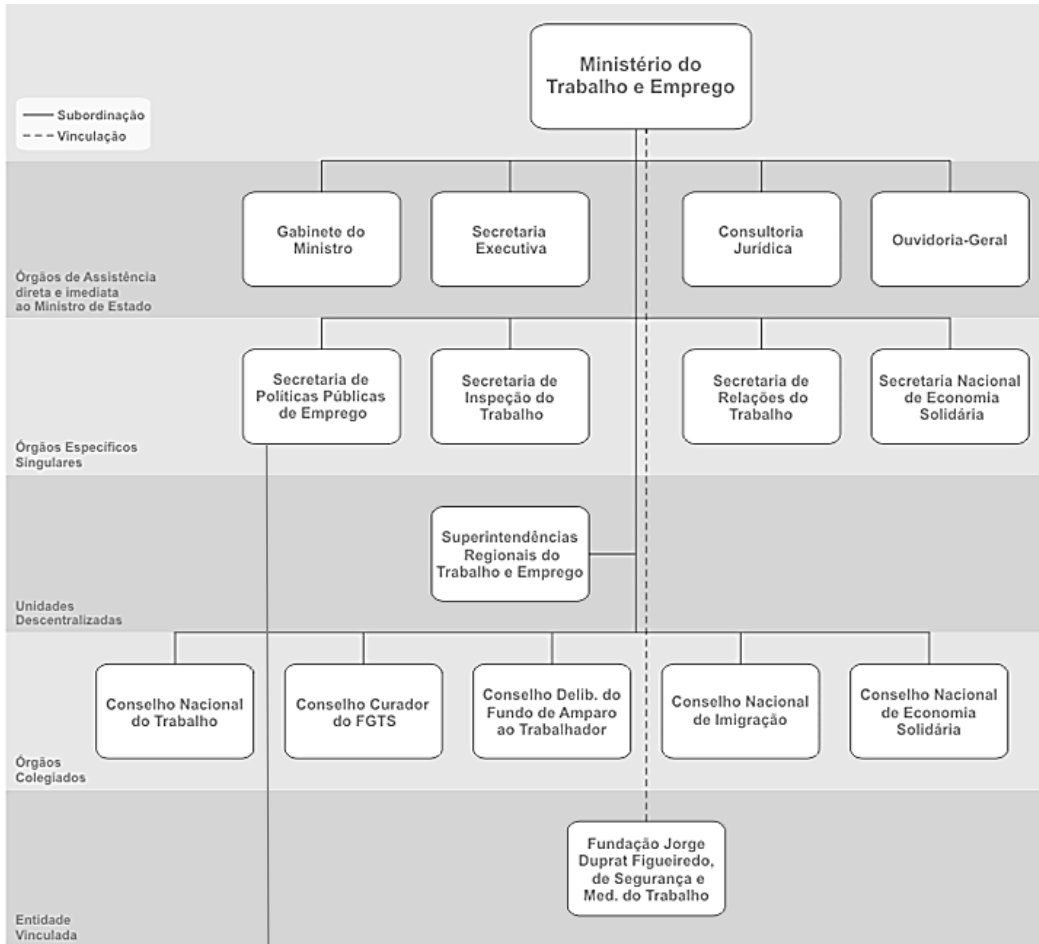 Ministério do
Trabalho e Emprego
Subordinação
Vinculação
Gabinete do
Ministro
Secretaria
Executiva
Consultoria
Jurídica
Ouvidoria-Geral
Órgãos de Assistência
direta e imediata
ao Ministro de Estado
Secretaria de
Políticas Públicas
de Emprego
Secretaria de
Inspeção do
Trabalho
Secretaria de
Relações do
Trabalho
Secretaria Nacional
de Economia
Solidária
Órgãos Específicos
Singulares
Superintendências
Regionais do
Trabalho e Emprego
Unidades
Descentralizadas
Conselho Nacional
do Trabalho
Conselho Curador
do FGTS
Conselho Delib. do
Fundo de Amparo
ao Trabalhador
Conselho Nacional
de Imigração
Conselho Nacional
de Economia
Solidária
Órgãos
Colegiados
Fundação Jorge
Duprat Figueiredo,
de Segurança e
Med. do Trabalho
Entidade
Vinculada